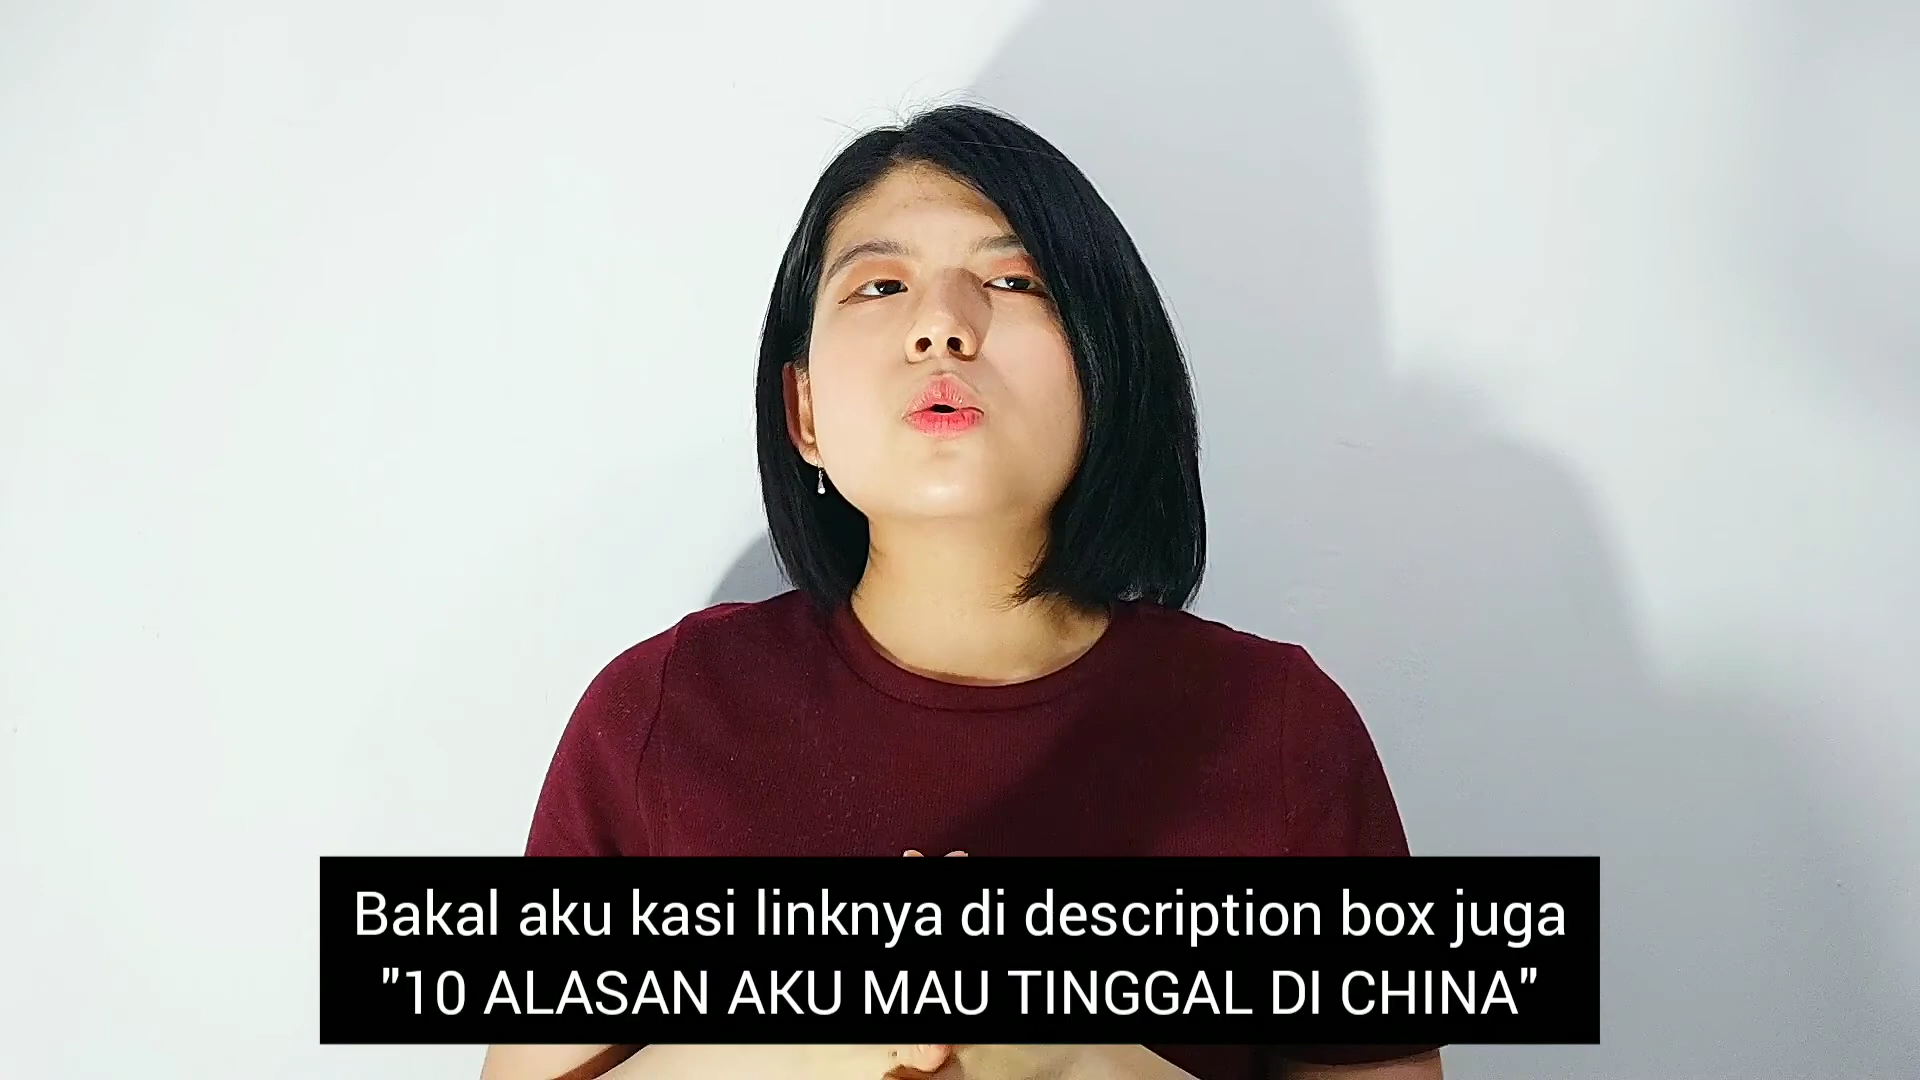 Bakal aku kasi linknya di description box juga
"10 ALASAN AKU MAU TINGGAL DI CHINA"